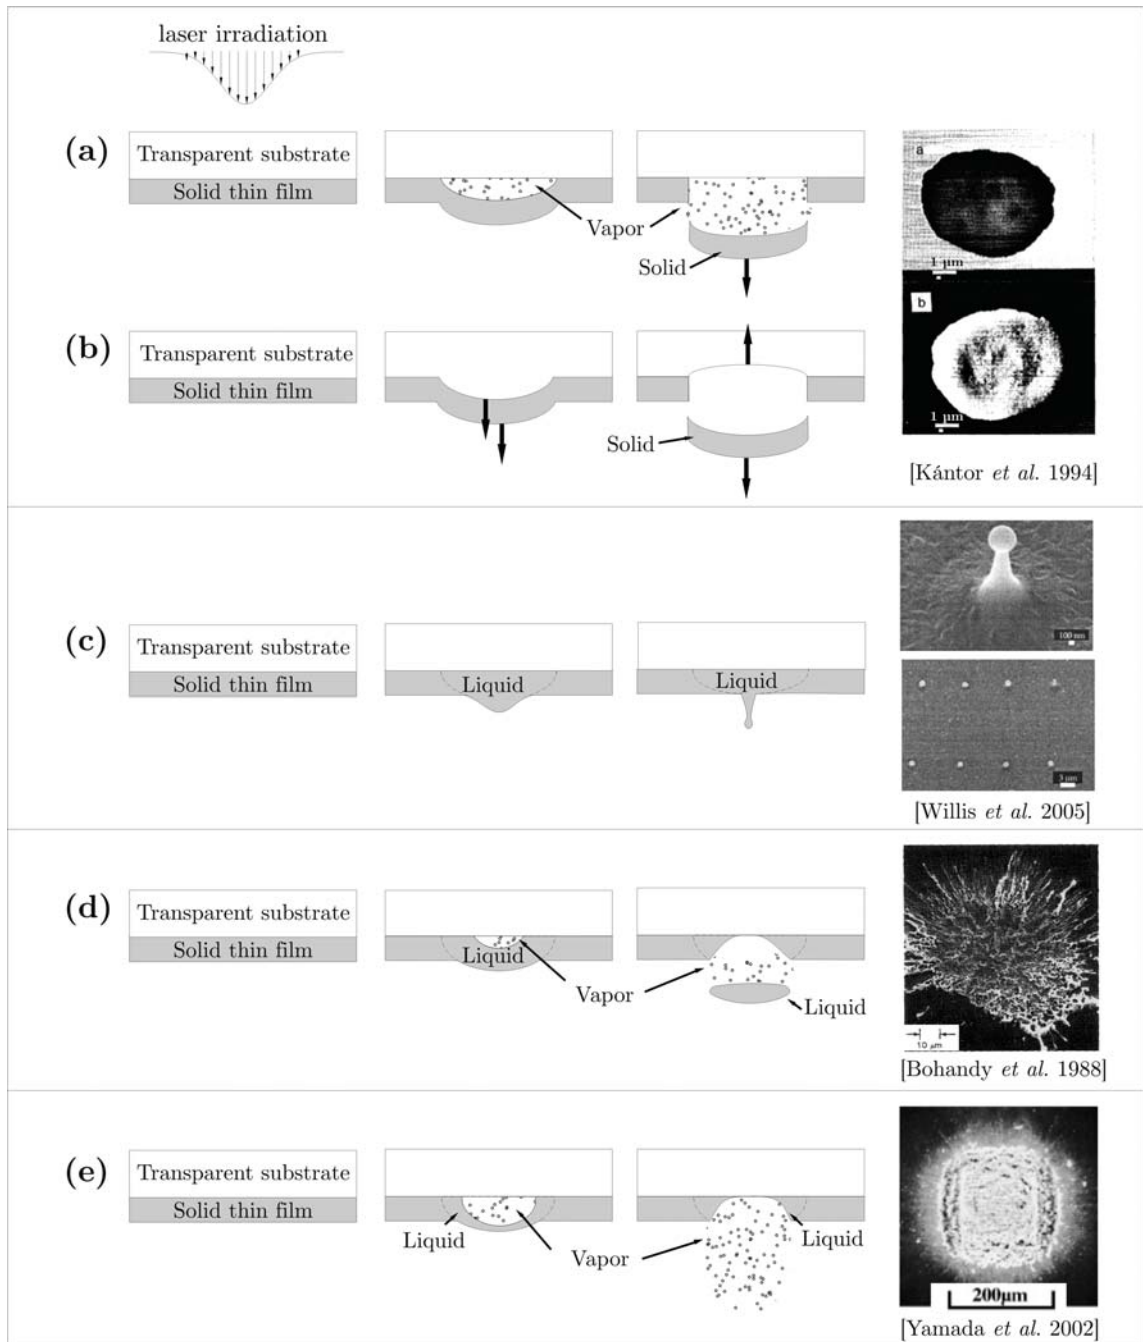 laser irradiation
(a)
Transparent substrate
Solid thin film
Vapor
Solid
a
1 μm
b
1 μm
(b)
Transparent substrate
Solid thin film
Solid
[Kántor et al. 1994]
(c)
Transparent substrate
Solid thin film
Liquid
Liquid
100 nm
3 μm
[Willis et al. 2005]
(d)
Transparent substrate
Solid thin film
Liquid
Vapor
Liquid
10 μm
[Bohandy et al. 1988]
(e)
Transparent substrate
Solid thin film
Liquid
Vapor
Liquid
200μm
[Yamada et al. 2002]